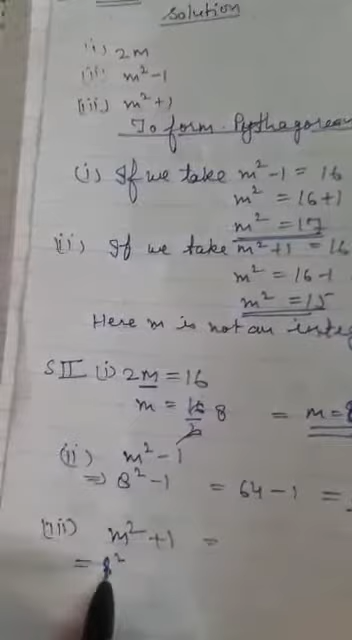 Solution
(i) 2m
(ii) m²-1
(iii) m²+1
To form Pythagorean
(i) If we take m²-1 = 16
m² = 16+1
m² = 17
(ii) If we take m²+1 = 16
m² = 16-1
m² = 15
Here m is not an integ
SII (i) 2m = 16
m = 16/2 8 = m=8
(ii) m²-1
⇒ 8²-1 = 64-1 =
(iii) m²+1 =
= 8²